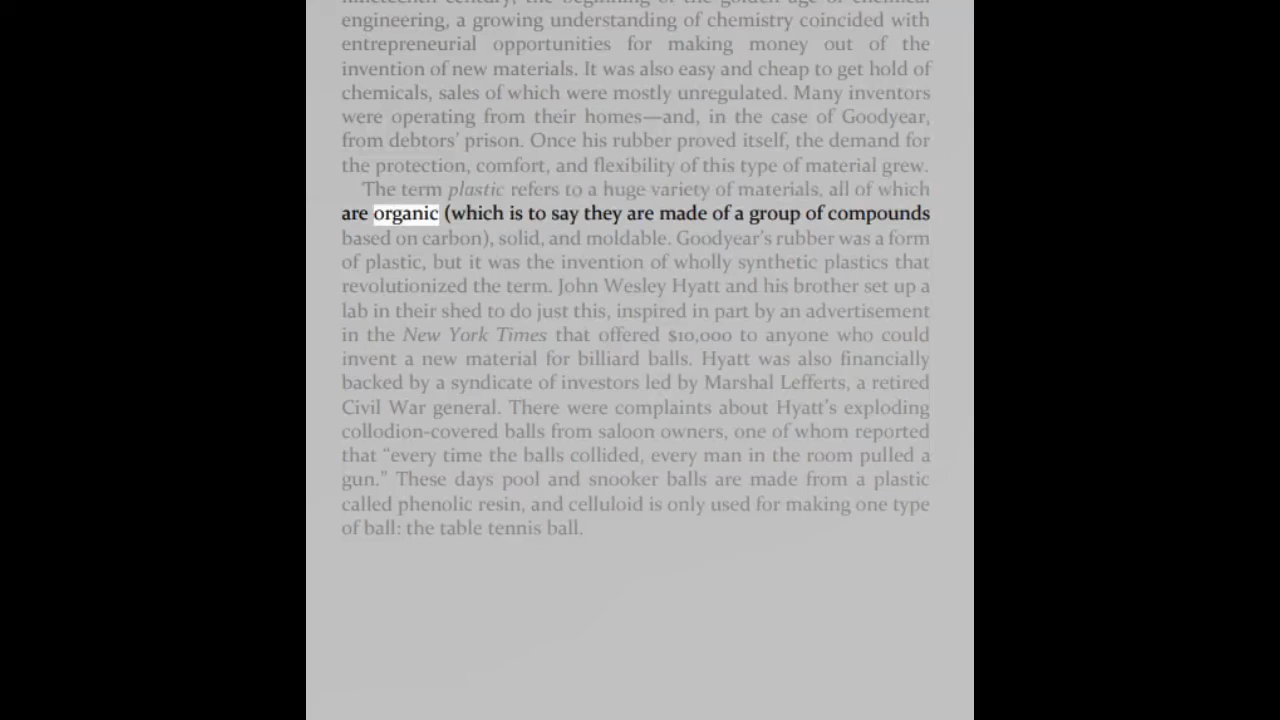 nineteenth century, the beginning of the golden age of chemical
engineering, a growing understanding of chemistry coincided with
entrepreneurial opportunities for making money out of the
invention of new materials. It was also easy and cheap to get hold of
chemicals, sales of which were mostly unregulated. Many inventors
were operating from their homes—and, in the case of Goodyear,
from debtors’ prison. Once his rubber proved itself, the demand for
the protection, comfort, and flexibility of this type of material grew.
The term plastic refers to a huge variety of materials, all of which
are organic (which is to say they are made of a group of compounds
based on carbon), solid, and moldable. Goodyear’s rubber was a form
of plastic, but it was the invention of wholly synthetic plastics that
revolutionized the term. John Wesley Hyatt and his brother set up a
lab in their shed to do just this, inspired in part by an advertisement
in the New York Times that offered $10,000 to anyone who could
invent a new material for billiard balls. Hyatt was also financially
backed by a syndicate of investors led by Marshal Lefferts, a retired
Civil War general. There were complaints about Hyatt’s exploding
collodion-covered balls from saloon owners, one of whom reported
that “every time the balls collided, every man in the room pulled a
gun.” These days pool and snooker balls are made from a plastic
called phenolic resin, and celluloid is only used for making one type
of ball: the table tennis ball.